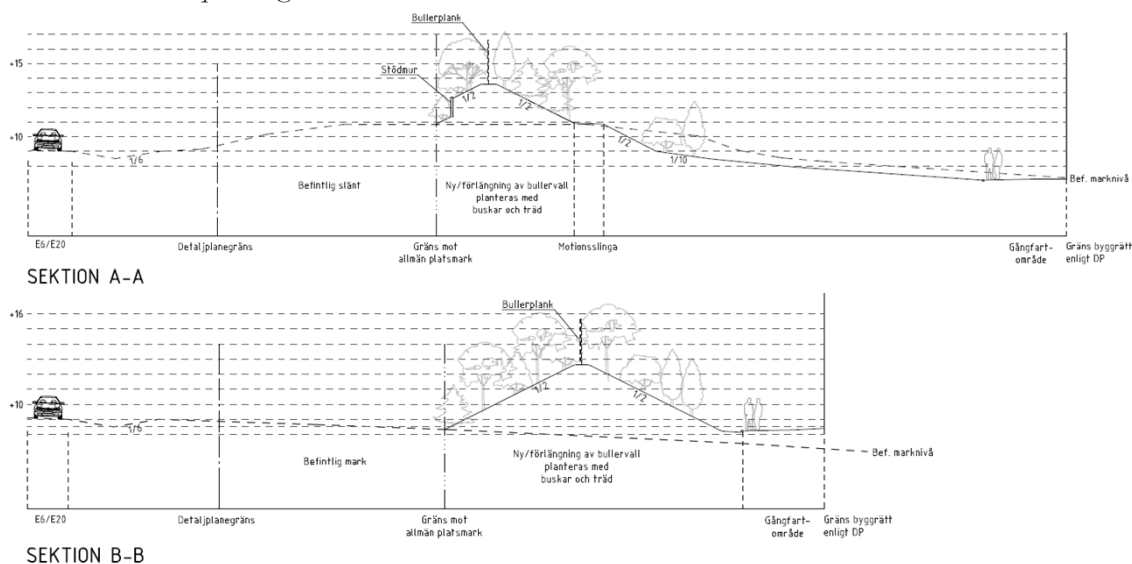 Bullerplank
+15
Stödmur
1/2
1/2
+10
1/6
1/2
1/10
Befintlig slänt
Ny/förlängning av bullervall
planteras med
buskar och träd
Bef. marknivå
E6/E20
Detaljplanegräns
Gräns mot
allmän platsmark
Motionsslinga
Gångfart-
område
Gräns byggrätt
enligt DP
SEKTION A-A
+16
Bullerplank
1/2
1/2
+10
1/6
Befintlig mark
Ny/förlängning av bullervall
planteras med
buskar och träd
Bef. marknivå
E6/E20
Detaljplanegräns
Gräns mot
allmän platsmark
Gångfart-
område
Gräns byggrätt
enligt DP
SEKTION B-B